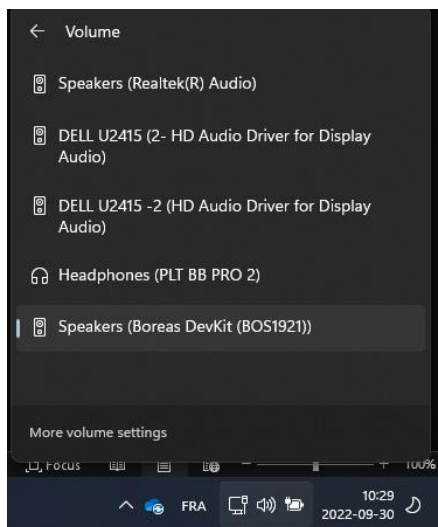 Volume
Speakers (Realtek(R) Audio)
DELL U2415 (2- HD Audio Driver for Display
Audio)
DELL U2415 -2 (HD Audio Driver for Display
Audio)
Headphones (PLT BB PRO 2)
Speakers (Boreas DevKit (BOS1921))
More volume settings
Focus
100%
FRA
10:29
2022-09-30